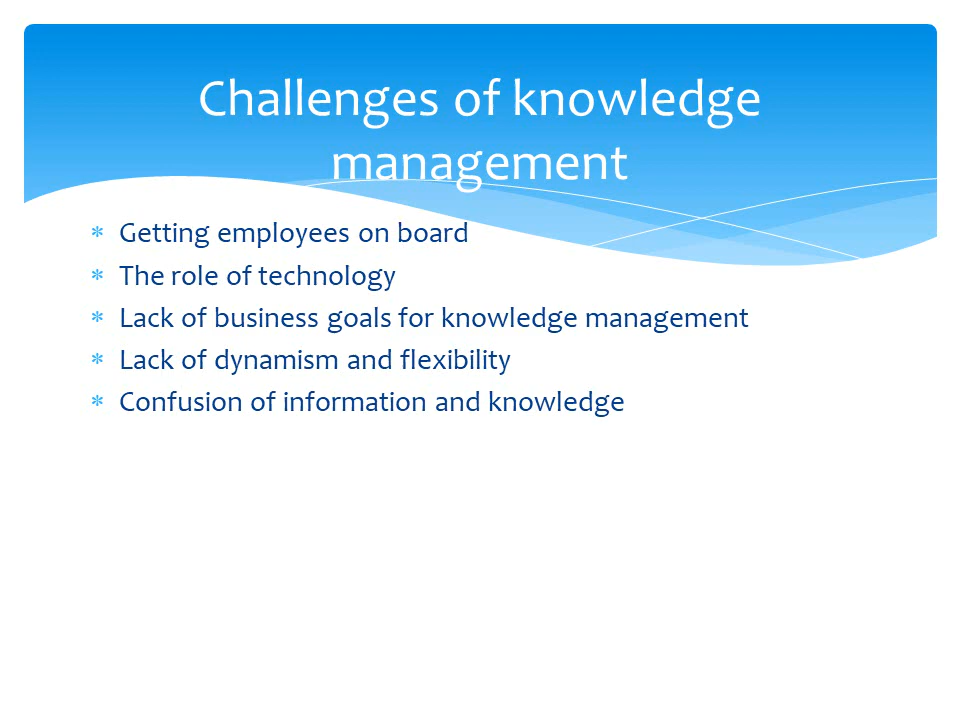 Challenges of knowledge
management
* Getting employees on board
* The role of technology
* Lack of business goals for knowledge management
* Lack of dynamism and flexibility
* Confusion of information and knowledge